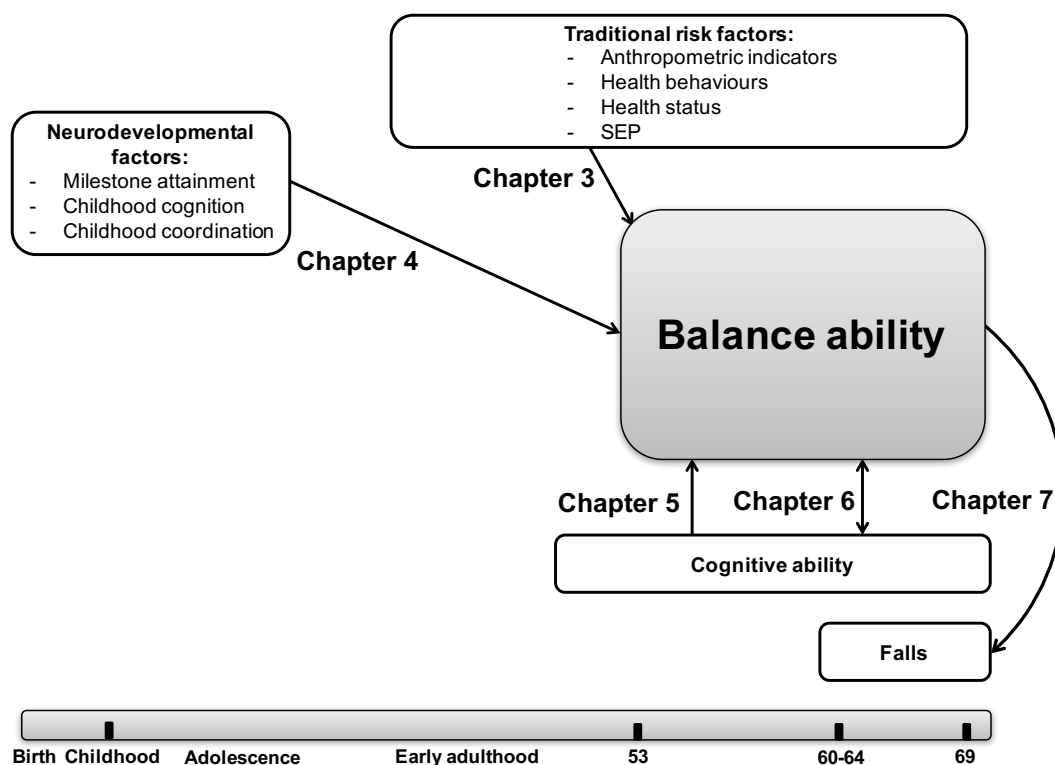 Traditional risk factors:
- Anthropometric indicators
- Health behaviours
- Health status
- SEP
Neurodevelopmental
factors:
- Milestone attainment
- Childhood cognition
- Childhood coordination
Chapter 3
Chapter 4
Balance ability
Chapter 5
Chapter 6
Chapter 7
Cognitive ability
Falls
Birth Childhood Adolescence Early adulthood 53 60-64 69